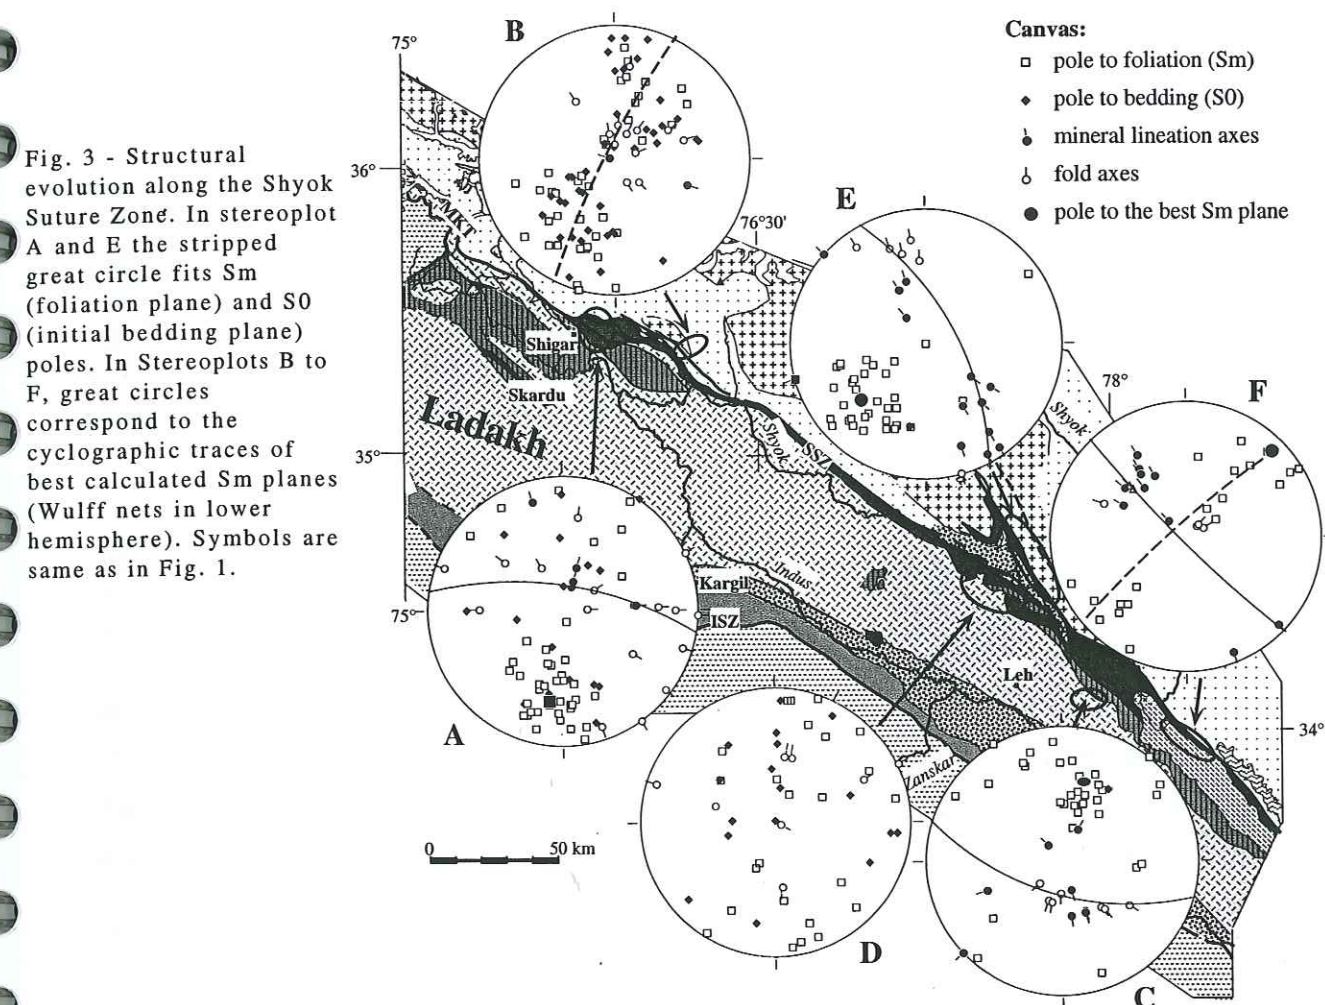 Fig. 3 - Structural
evolution along the Shyok
Suture Zone. In stereoplot
A and E the stripped
great circle fits Sm
(foliation plane) and S0
(initial bedding plane)
poles. In Stereoplots B to
F, great circles
correspond to the
cyclographic traces of
best calculated Sm planes
(Wulff nets in lower
hemisphere). Symbols are
same as in Fig. 1.
Canvas:
pole to foliation (Sm)
pole to bedding (S0)
mineral lineation axes
fold axes
pole to the best Sm plane
B
75°
36°
MKT
E
76°30'
Shigar
Skardu
Ladakh
Shyok
SSZ
78°
Shyok
F
35°
Kargil
Indus
ISZ
75°
A
Leh
34°
Zanskar
0 50 km
D
C